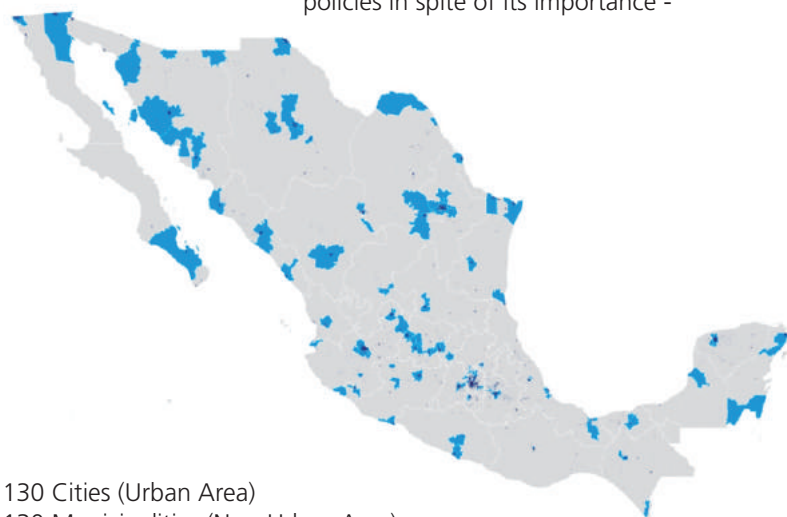 policies in spite of its importance -
130 Cities (Urban Area)